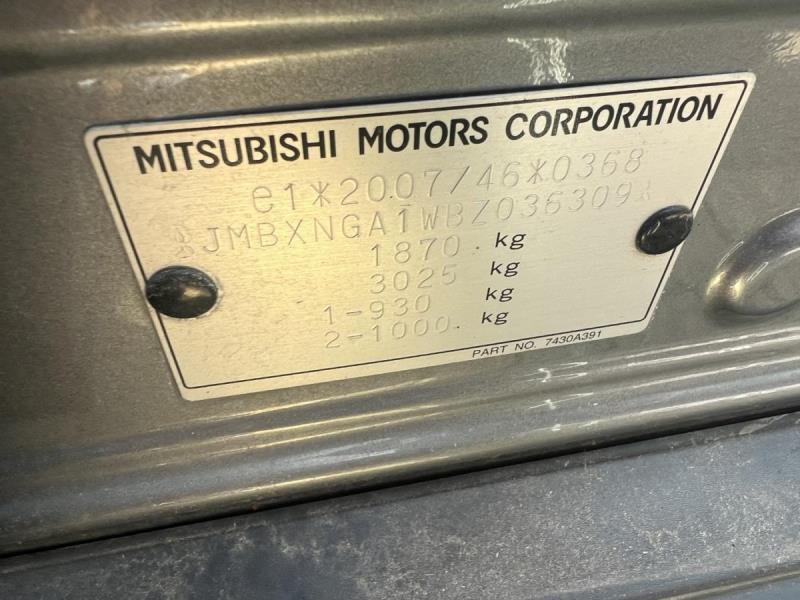 MITSUBISHI MOTORS CORPORATION
e1*2007/46*0368
JMBXNGA1WBZ036309
1870 kg
3025 kg
1-930 kg
2-1000 kg
PART NO. 7430A391